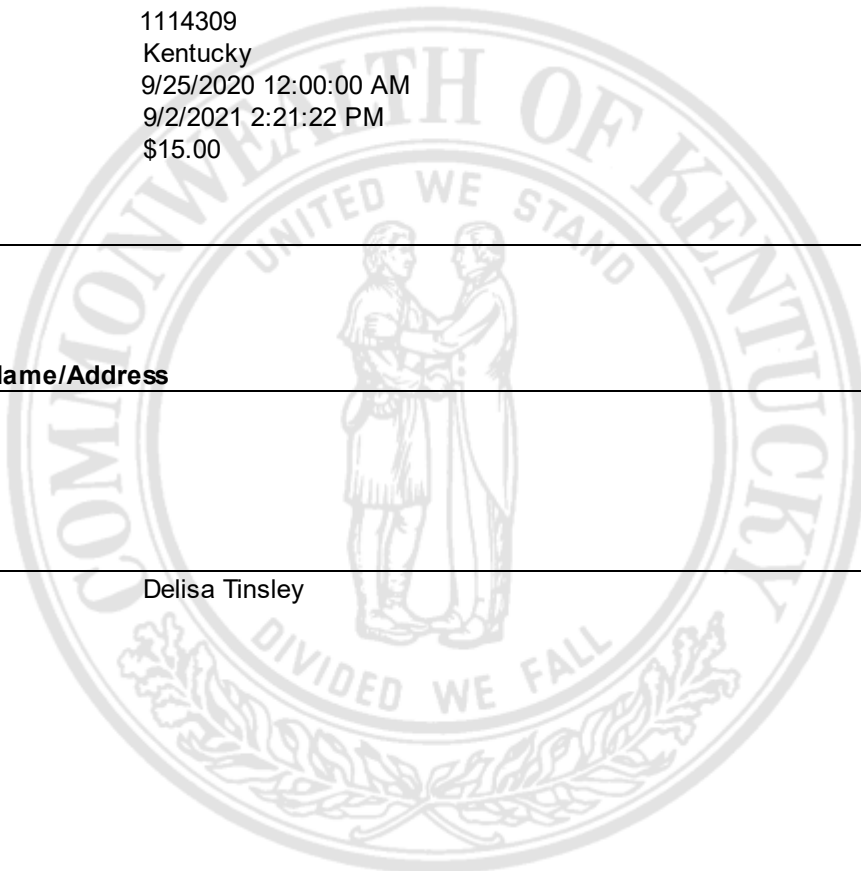 1114309
Kentucky
9/25/2020 12:00:00 AM
9/2/2021 2:21:22 PM
$15.00
COMMONWEALTH OF KENTUCKY
UNITED WE STAND
ame/Address
Delisa Tinsley
DIVIDED WE FALL